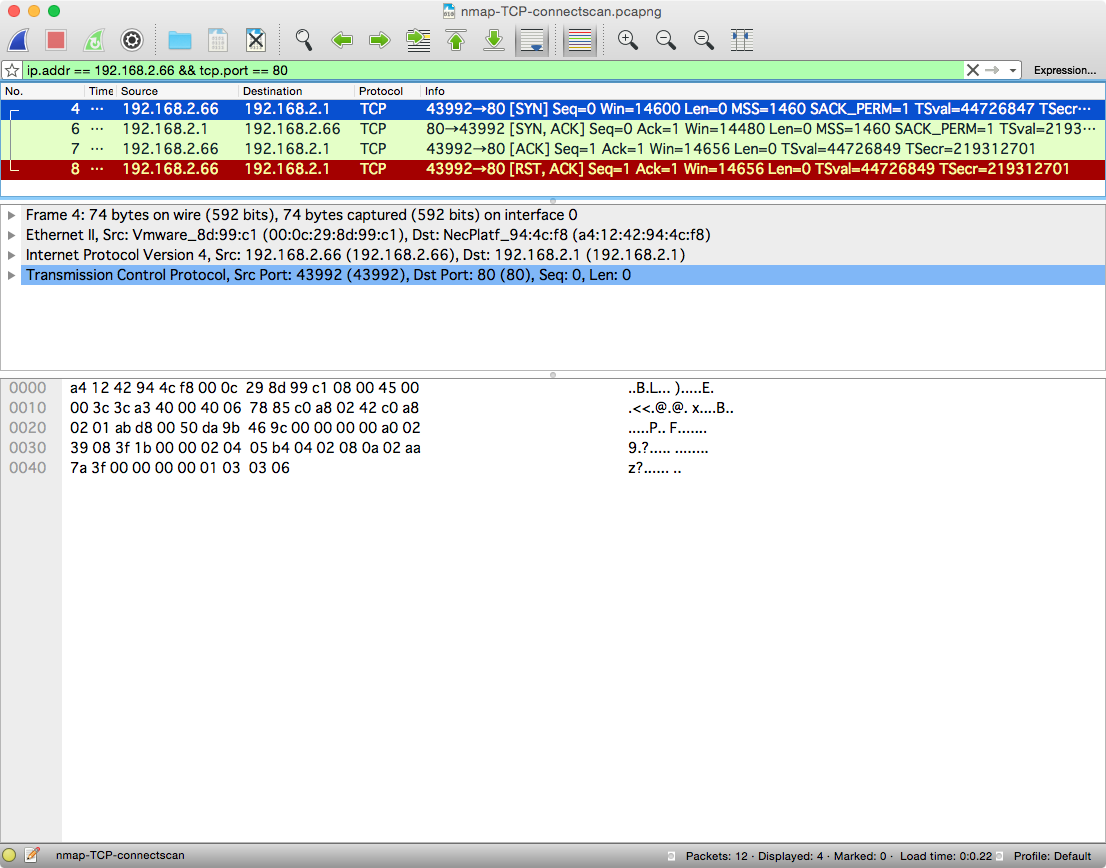 nmap-TCP-connectscan.pcapng
ip.addr == 192.168.2.66 && tcp.port == 80 Expression...
No. Time Source Destination Protocol Info
4 ··· 192.168.2.66 192.168.2.1 TCP 43992→80 [SYN] Seq=0 Win=14600 Len=0 MSS=1460 SACK_PERM=1 TSval=44726847 TSecr···
6 ··· 192.168.2.1 192.168.2.66 TCP 80→43992 [SYN, ACK] Seq=0 Ack=1 Win=14480 Len=0 MSS=1460 SACK_PERM=1 TSval=2193···
7 ··· 192.168.2.66 192.168.2.1 TCP 43992→80 [ACK] Seq=1 Ack=1 Win=14656 Len=0 TSval=44726849 TSecr=219312701
8 ··· 192.168.2.66 192.168.2.1 TCP 43992→80 [RST, ACK] Seq=1 Ack=1 Win=14656 Len=0 TSval=44726849 TSecr=219312701
Frame 4: 74 bytes on wire (592 bits), 74 bytes captured (592 bits) on interface 0
Ethernet II, Src: Vmware_8d:99:c1 (00:0c:29:8d:99:c1), Dst: NecPlatf_94:4c:f8 (a4:12:42:94:4c:f8)
Internet Protocol Version 4, Src: 192.168.2.66 (192.168.2.66), Dst: 192.168.2.1 (192.168.2.1)
Transmission Control Protocol, Src Port: 43992 (43992), Dst Port: 80 (80), Seq: 0, Len: 0
0000 a4 12 42 94 4c f8 00 0c 29 8d 99 c1 08 00 45 00 ..B.L... ).....E.
0010 00 3c 3c a3 40 00 40 06 78 85 c0 a8 02 42 c0 a8 .<<.@.@. x....B..
0020 02 01 ab d8 00 50 da 9b 46 9c 00 00 00 00 a0 02 .....P.. F.......
0030 39 08 3f 1b 00 00 02 04 05 b4 04 02 08 0a 02 aa 9.?..... ........
0040 7a 3f 00 00 00 00 01 03 03 06 z?...... ..
nmap-TCP-connectscan Packets: 12 · Displayed: 4 · Marked: 0 · Load time: 0:0.22 Profile: Default